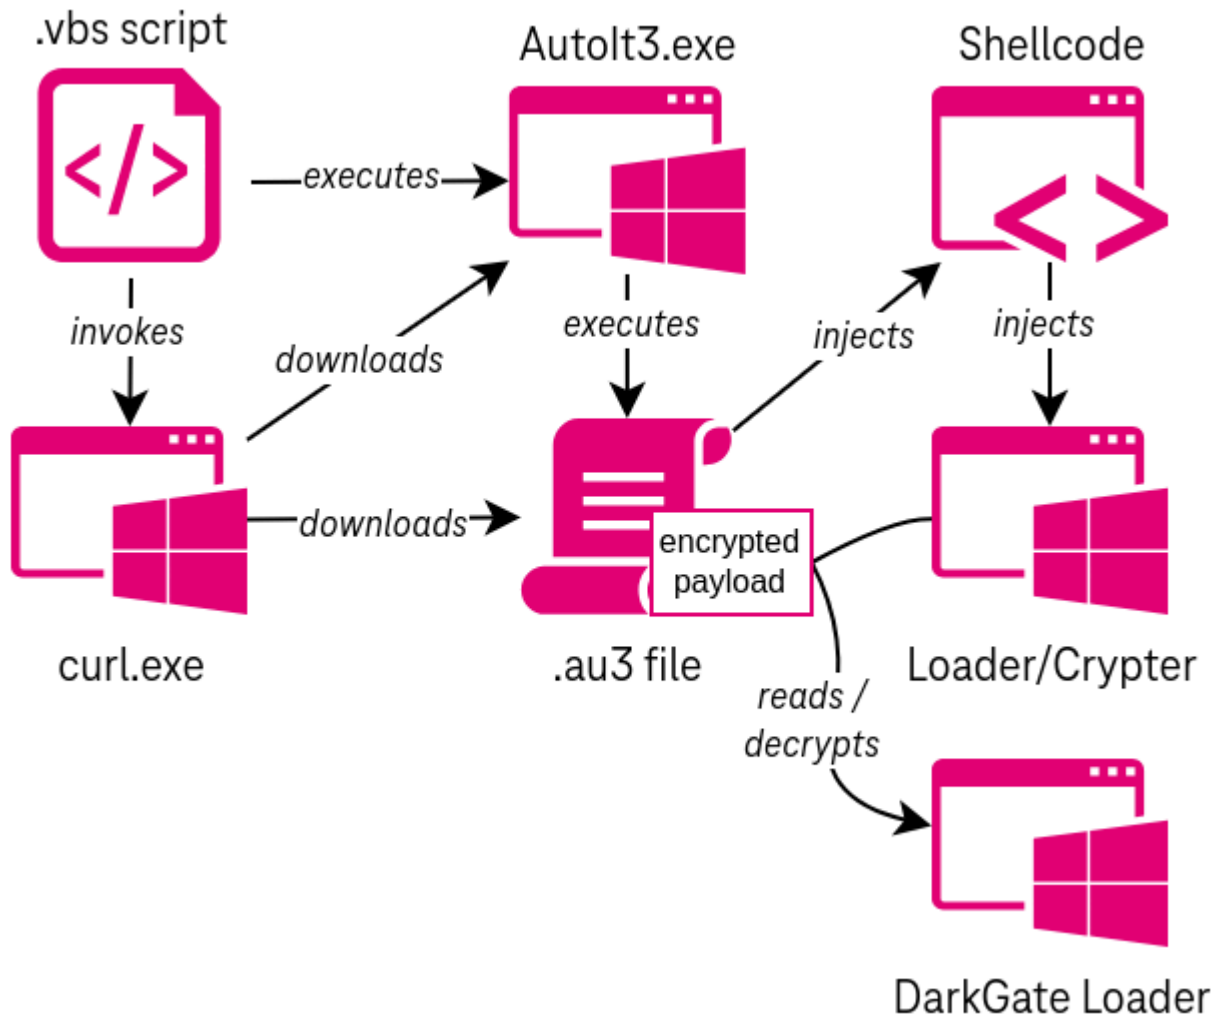 .vbs script
AutoIt3.exe
Shellcode
</>
< >
executes
invokes
downloads
executes
injects
injects
downloads
encrypted
payload
curl.exe
.au3 file
Loader/Crypter
reads /
decrypts
DarkGate Loader